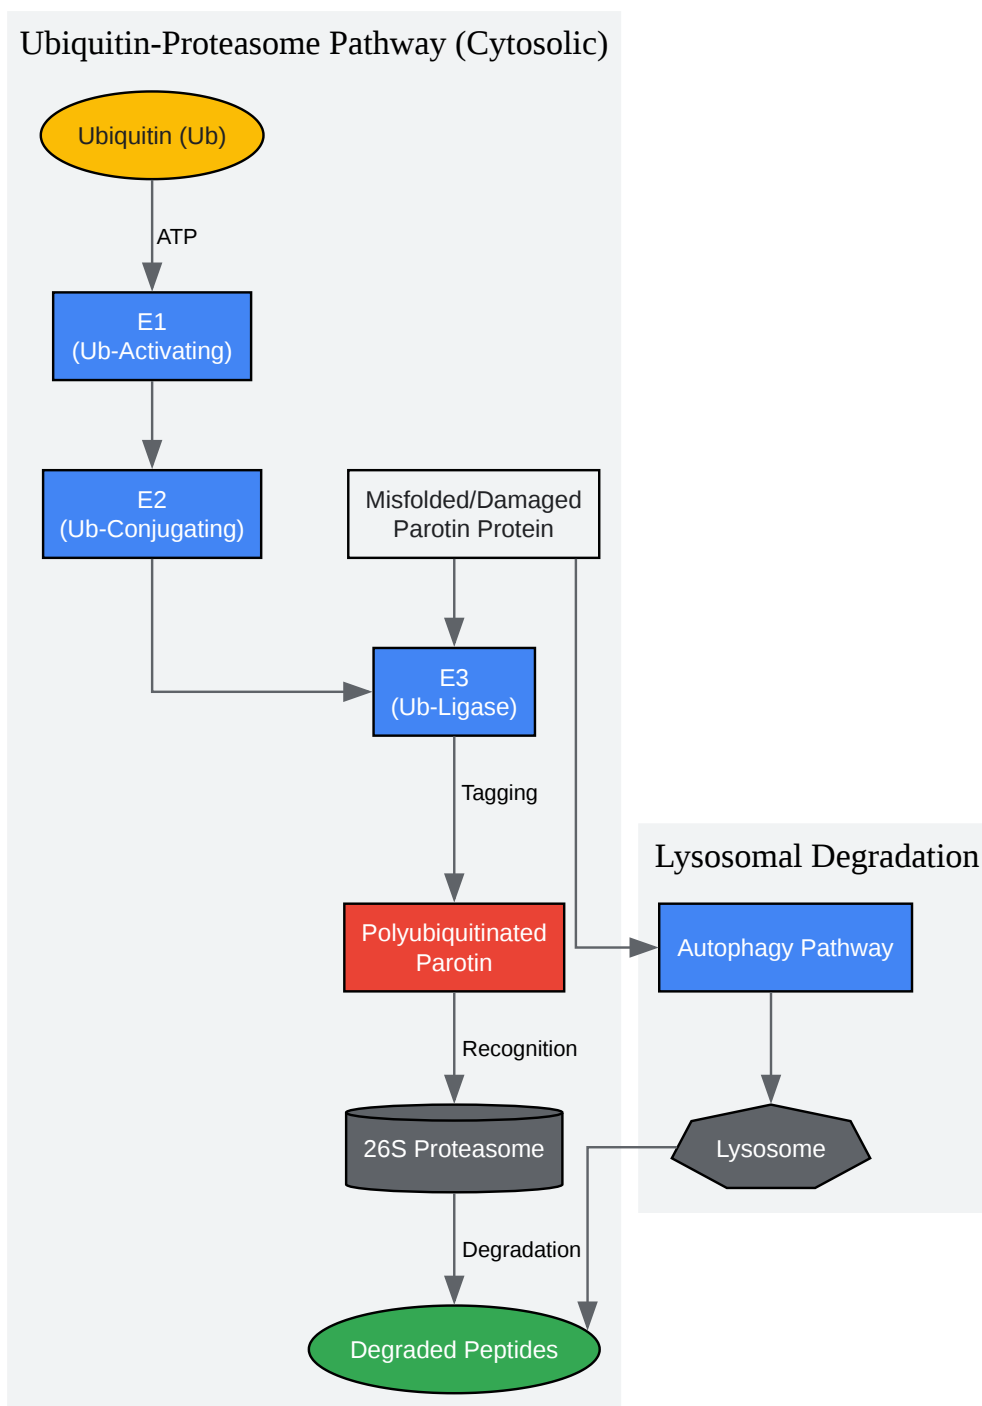 Ubiquitin-Proteasome Pathway (Cytosolic)
Ubiquitin (Ub)
ATP
E1
(Ub-Activating)
E2
(Ub-Conjugating)
Misfolded/Damaged
Parotin Protein
E3
(Ub-Ligase)
Tagging
Lysosomal Degradation
Polyubiquitinated
Parotin
Autophagy Pathway
Recognition
26S Proteasome
Lysosome
Degradation
Degraded Peptides